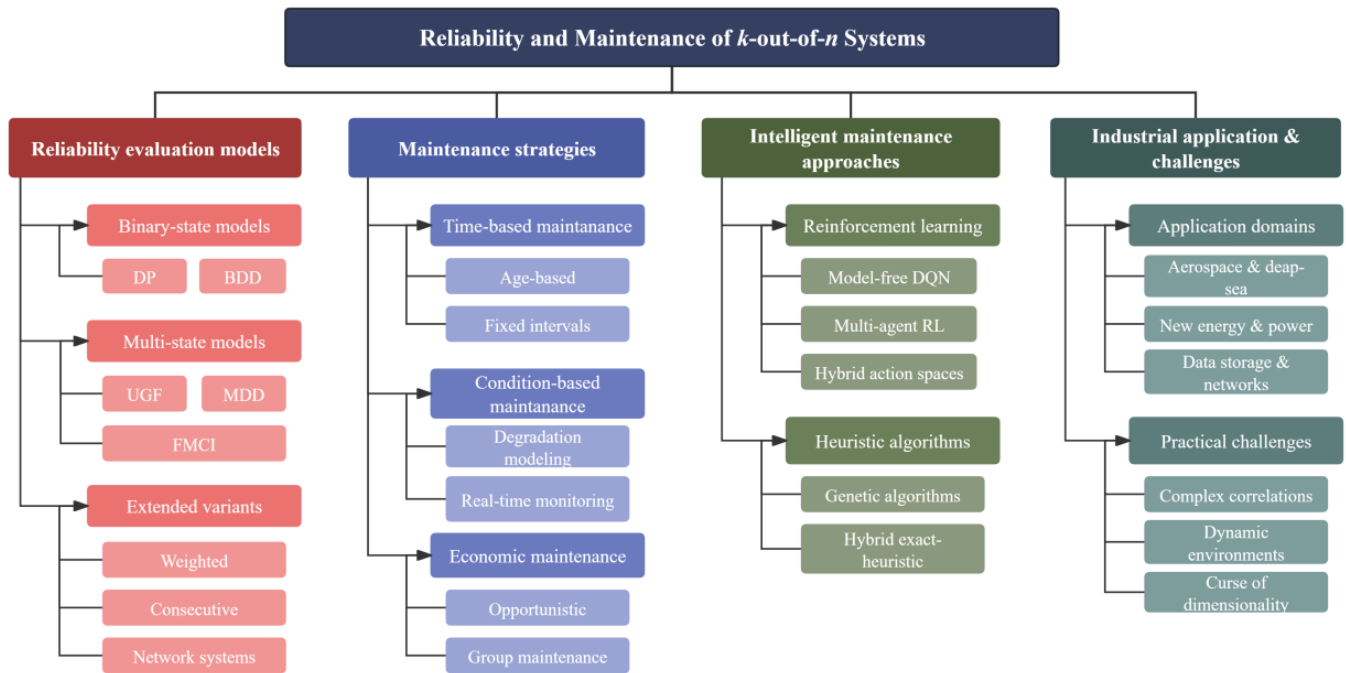 Reliability and Maintenance of k-out-of-n Systems
Reliability evaluation models
Binary-state models
DP
BDD
Multi-state models
UGF
MDD
FMCI
Extended variants
Weighted
Consecutive
Network systems
Maintenance strategies
Time-based maintanance
Age-based
Fixed intervals
Condition-based
maintanance
Degradation
modeling
Real-time monitoring
Economic maintenance
Opportunistic
Group maintenance
Intelligent maintenance
approaches
Reinforcement learning
Model-free DQN
Multi-agent RL
Hybrid action spaces
Heuristic algorithms
Genetic algorithms
Hybrid exact-
heuristic
Industrial application &
challenges
Application domains
Aerospace & deap-
sea
New energy & power
Data storage &
networks
Practical challenges
Complex correlations
Dynamic
environments
Curse of
dimensionality